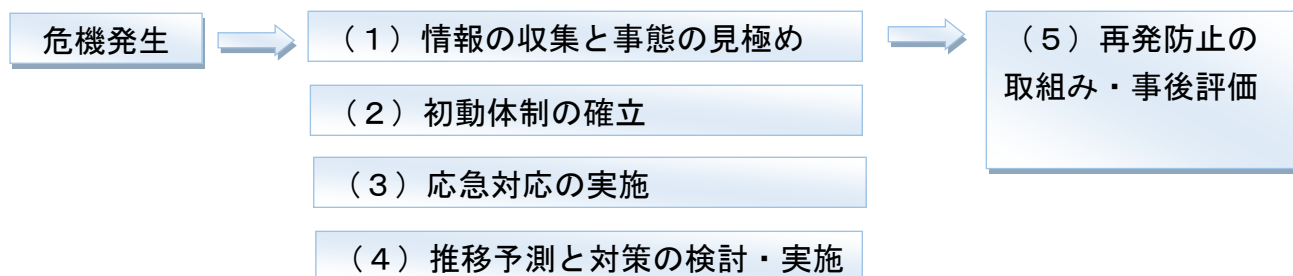 危機発生
（１）情報の収集と事態の見極め
（２）初動体制の確立
（３）応急対応の実施
（４）推移予測と対策の検討・実施
（５）再発防止の
取組み・事後評価